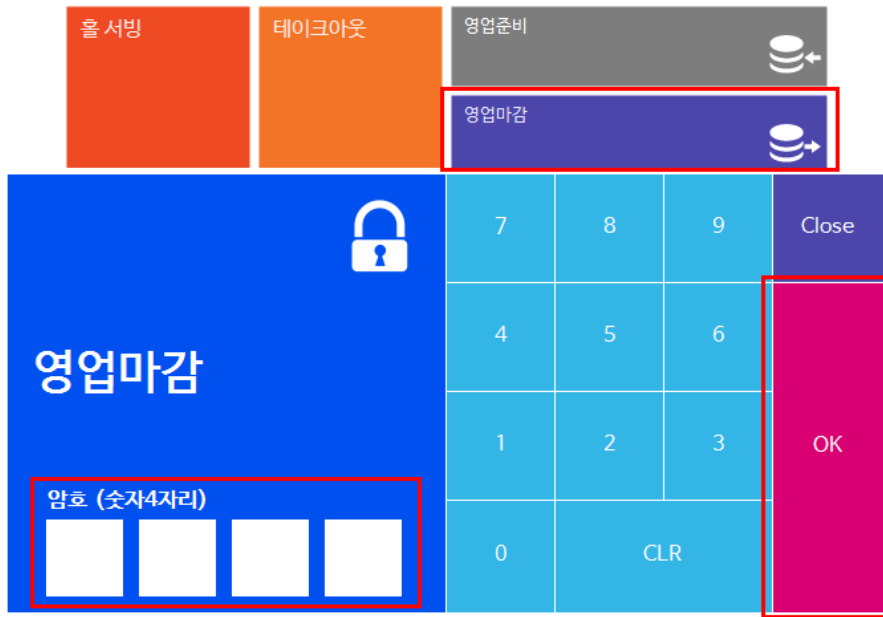 홀 서빙
테이크아웃
영업준비
영업마감
7 8 9 Close
영업마감
4 5 6
1 2 3 OK
암호 (숫자4자리)
0 CLR